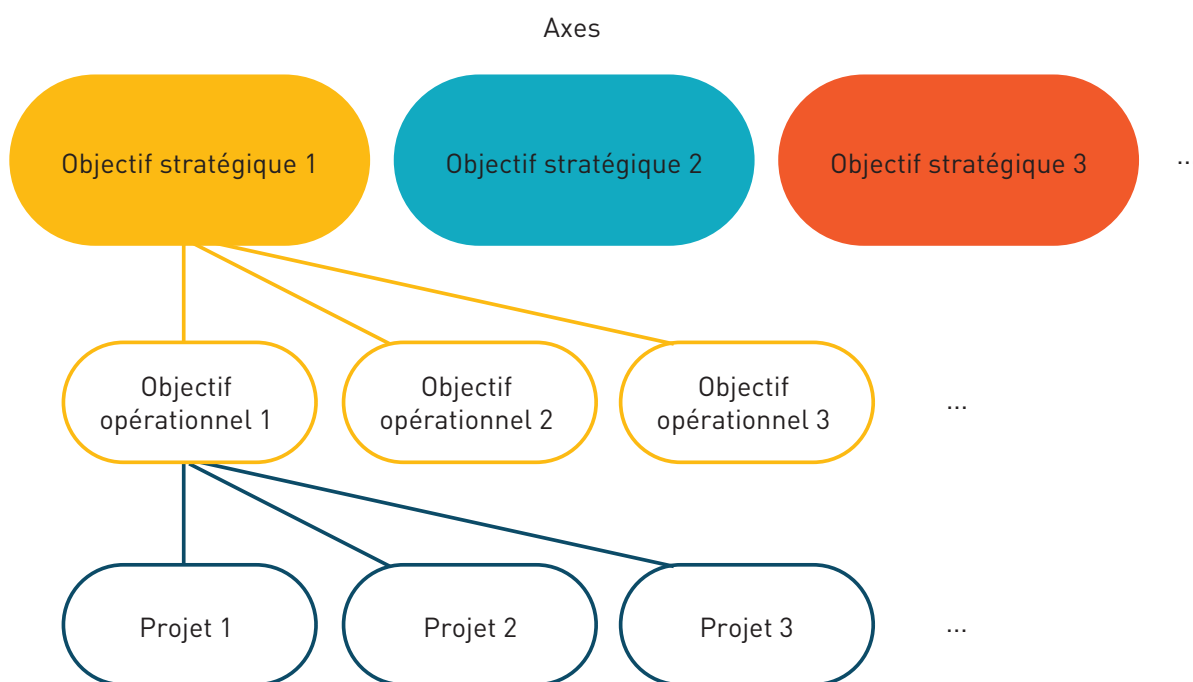 Axes
Objectif stratégique 1
Objectif stratégique 2
Objectif stratégique 3
..
Objectif
opérationnel 1
Objectif
opérationnel 2
Objectif
opérationnel 3
...
Projet 1
Projet 2
Projet 3
...